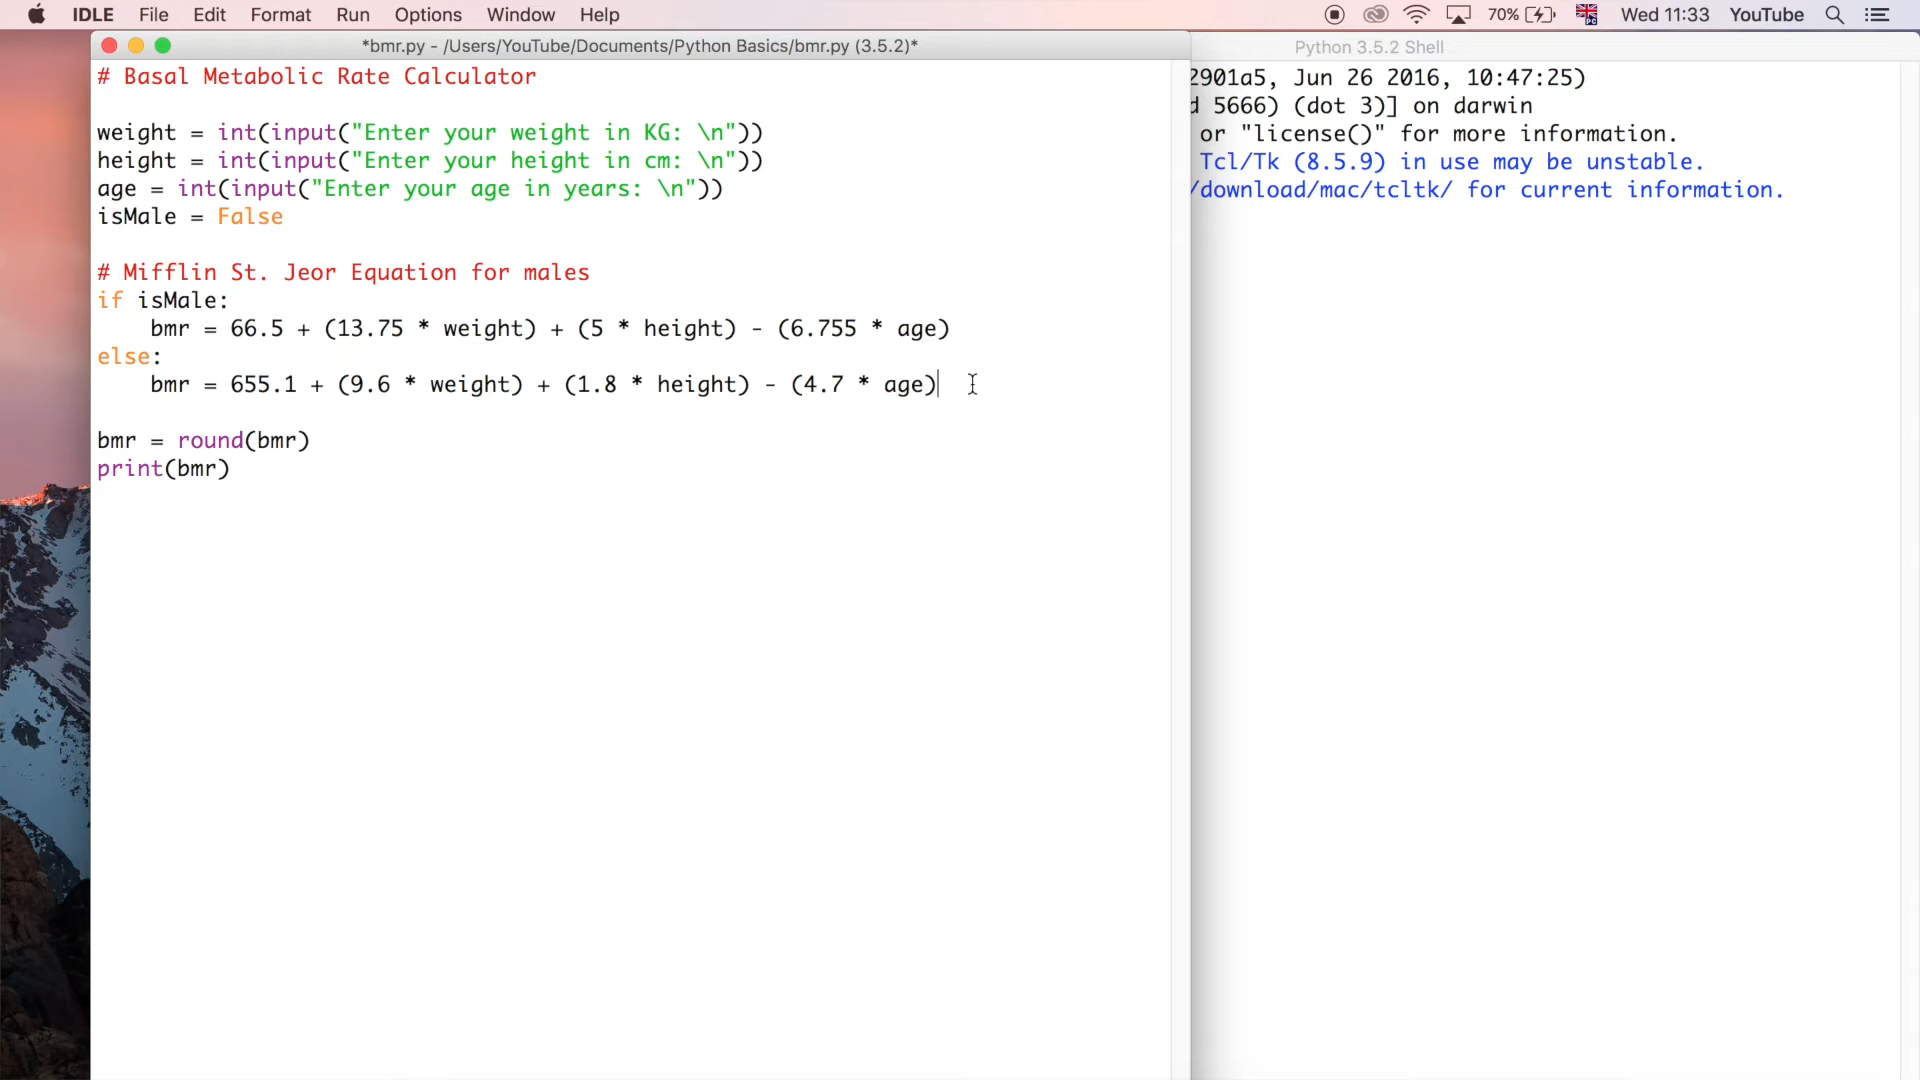 IDLE File Edit Format Run Options Window Help 70% Wed 11:33 YouTube
*bmr.py - /Users/YouTube/Documents/Python Basics/bmr.py (3.5.2)*
# Basal Metabolic Rate Calculator
weight = int(input("Enter your weight in KG: \n"))
height = int(input("Enter your height in cm: \n"))
age = int(input("Enter your age in years: \n"))
isMale = False
# Mifflin St. Jeor Equation for males
if isMale:
    bmr = 66.5 + (13.75 * weight) + (5 * height) - (6.755 * age)
else:
    bmr = 655.1 + (9.6 * weight) + (1.8 * height) - (4.7 * age)
bmr = round(bmr)
print(bmr)
Python 3.5.2 Shell
2901a5, Jun 26 2016, 10:47:25)
d 5666) (dot 3)] on darwin
or "license()" for more information.
Tcl/Tk (8.5.9) in use may be unstable.
/download/mac/tcltk/ for current information.